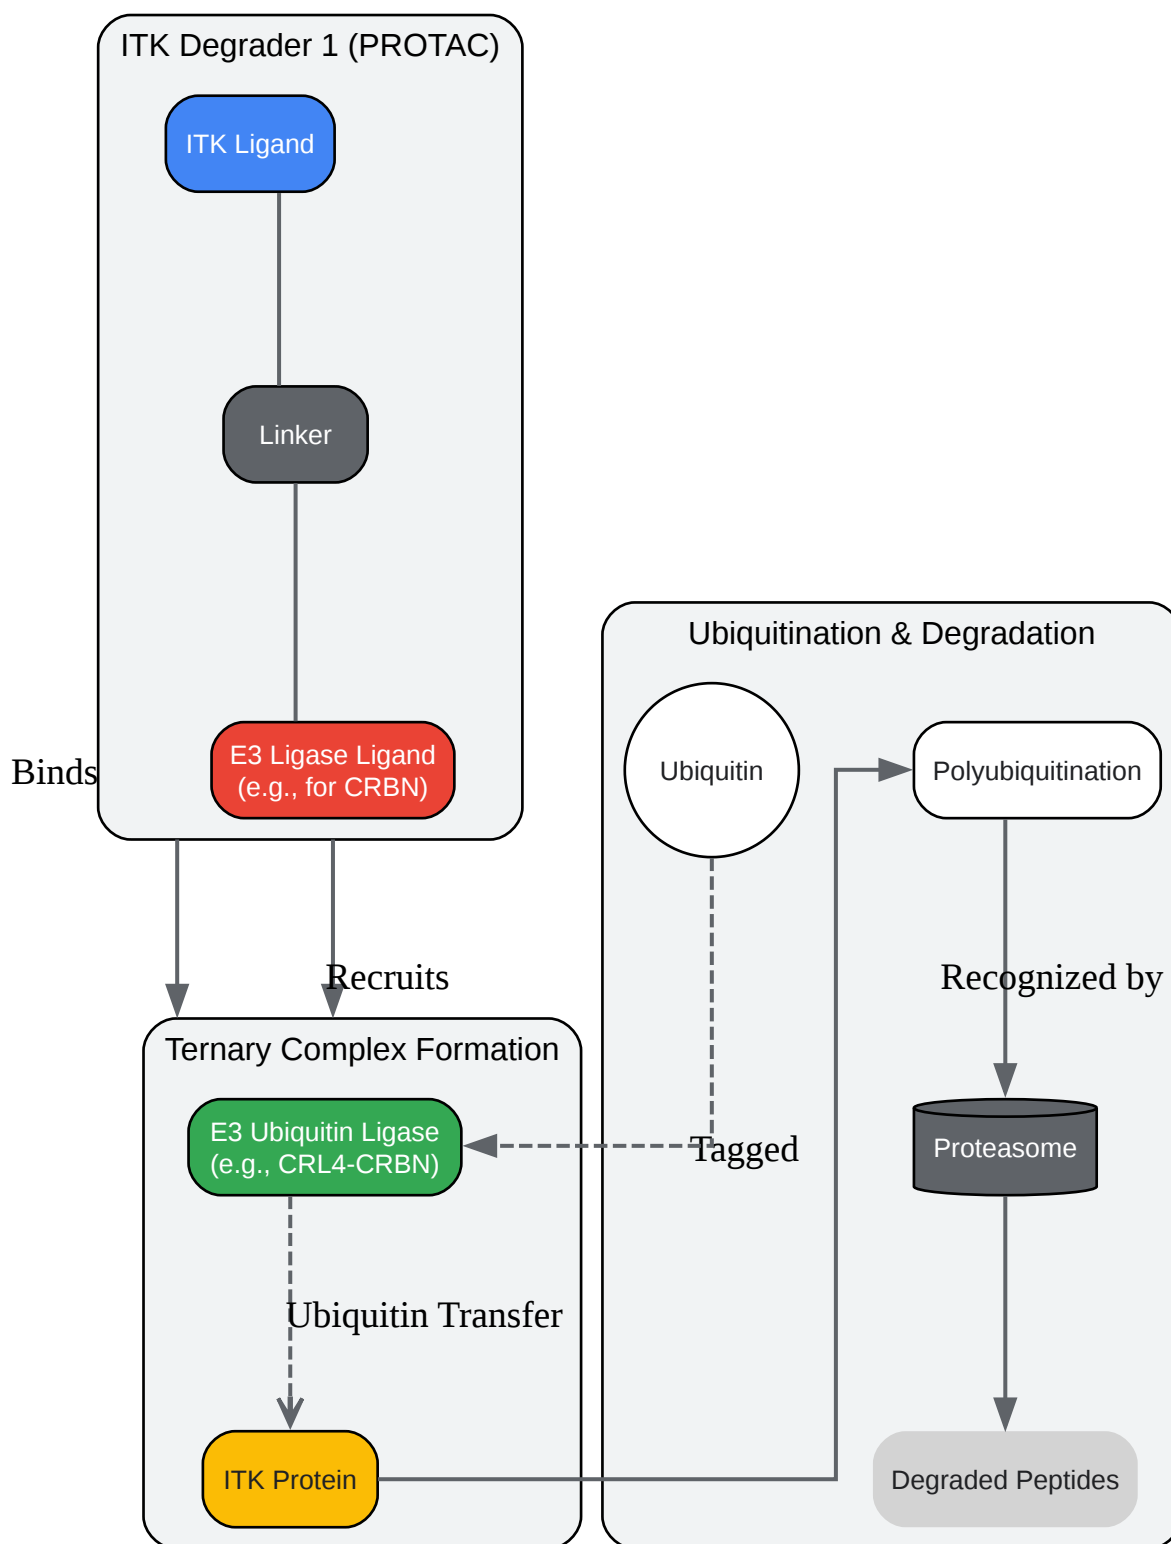 ITK Degrader 1 (PROTAC)
ITK Ligand
Linker
E3 Ligase Ligand
(e.g., for CRBN)
Binds
Recruits
Ternary Complex Formation
E3 Ubiquitin Ligase
(e.g., CRL4-CRBN)
Ubiquitin Transfer
ITK Protein
Ubiquitination & Degradation
Ubiquitin
Polyubiquitination
Recognized by
Tagged
Proteasome
Degraded Peptides